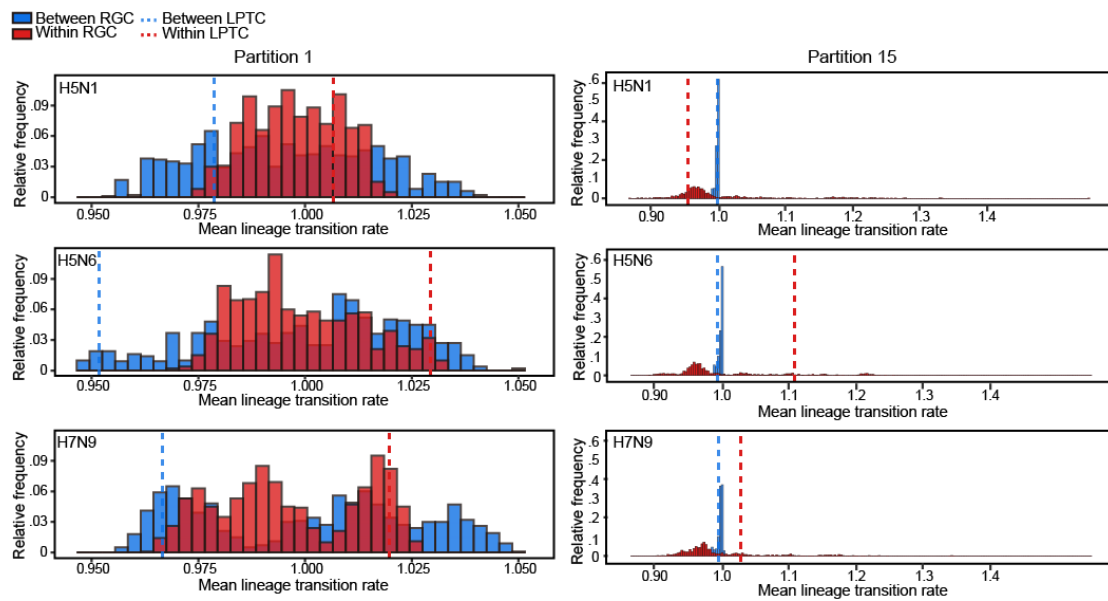 Between RGC Between LPTC
Within RGC Within LPTC
Partition 1
H5N1
Relative frequency
.09
.06
.03
0
0.950 0.975 1.000 1.025 1.050
Mean lineage transition rate
H5N6
Relative frequency
.09
.06
.03
0
0.950 0.975 1.000 1.025 1.050
Mean lineage transition rate
H7N9
Relative frequency
.09
.06
.03
0
0.950 0.975 1.000 1.025 1.050
Mean lineage transition rate
Partition 15
H5N1
Relative frequency
.6
.5
.3
.2
.1
0
0.90 1.0 1.1 1.2 1.3 1.4
Mean lineage transition rate
H5N6
Relative frequency
.6
.5
.3
.2
.1
0
0.90 1.0 1.1 1.2 1.3 1.4
Mean lineage transition rate
H7N9
Relative frequency
.6
.5
.3
.2
.1
0
0.90 1.0 1.1 1.2 1.3 1.4
Mean lineage transition rate